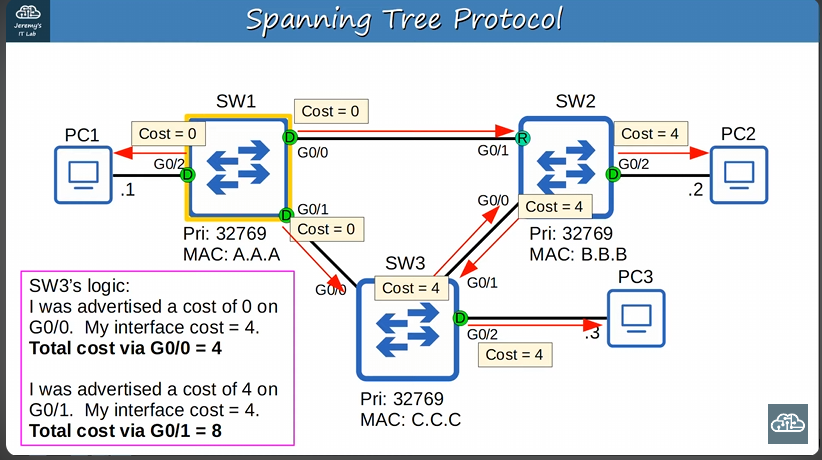 Jeremy's
IT Lab
Spanning Tree Protocol
SW1
SW2
PC1
Cost = 0
Cost = 0
Cost = 4
PC2
G0/2
D
D
G0/0
G0/1
R
D
G0/2
.1
D
G0/1
G0/0
Cost = 4
.2
Cost = 0
Pri: 32769
MAC: A.A.A
Pri: 32769
MAC: B.B.B
SW3
PC3
G0/0
Cost = 4
G0/1
D
G0/2
.3
Cost = 4
Pri: 32769
MAC: C.C.C
SW3's logic:
I was advertised a cost of 0 on
G0/0.  My interface cost = 4.
Total cost via G0/0 = 4
I was advertised a cost of 4 on
G0/1.  My interface cost = 4.
Total cost via G0/1 = 8